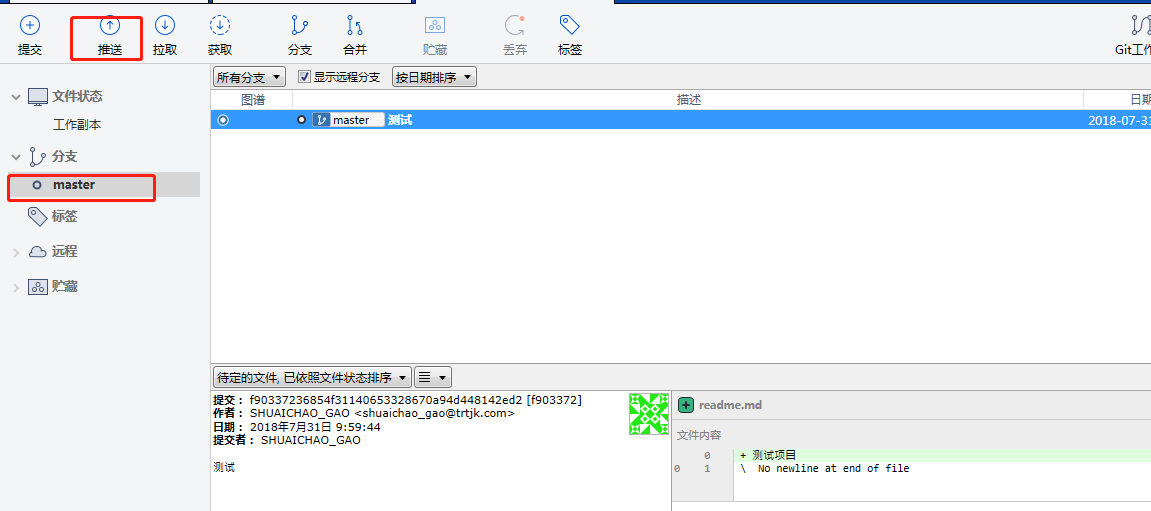 提交 推送 拉取 获取 分支 合并 贮藏 丢弃 标签 Git工作
所有分支 显示远程分支 按日期排序
图谱 描述 日期
文件状态
工作副本
分支
master
标签
远程
贮藏
master 测试 2018-07-31
待定的文件, 已依照文件状态排序
提交： f90337236854f31140653328670a94d448142ed2 [f903372]
作者： SHUAICHAO_GAO <shuaichao_gao@trtjk.com>
日期： 2018年7月31日 9:59:44
提交者： SHUAICHAO_GAO
测试
readme.md
文件内容
0 + 测试项目
0 1 \ No newline at end of file